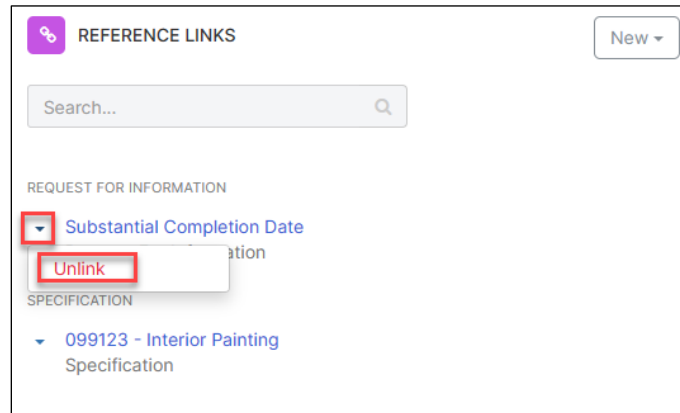 REFERENCE LINKS
New
Search...
REQUEST FOR INFORMATION
Substantial Completion Date
Unlink
SPECIFICATION
099123 - Interior Painting
Specification